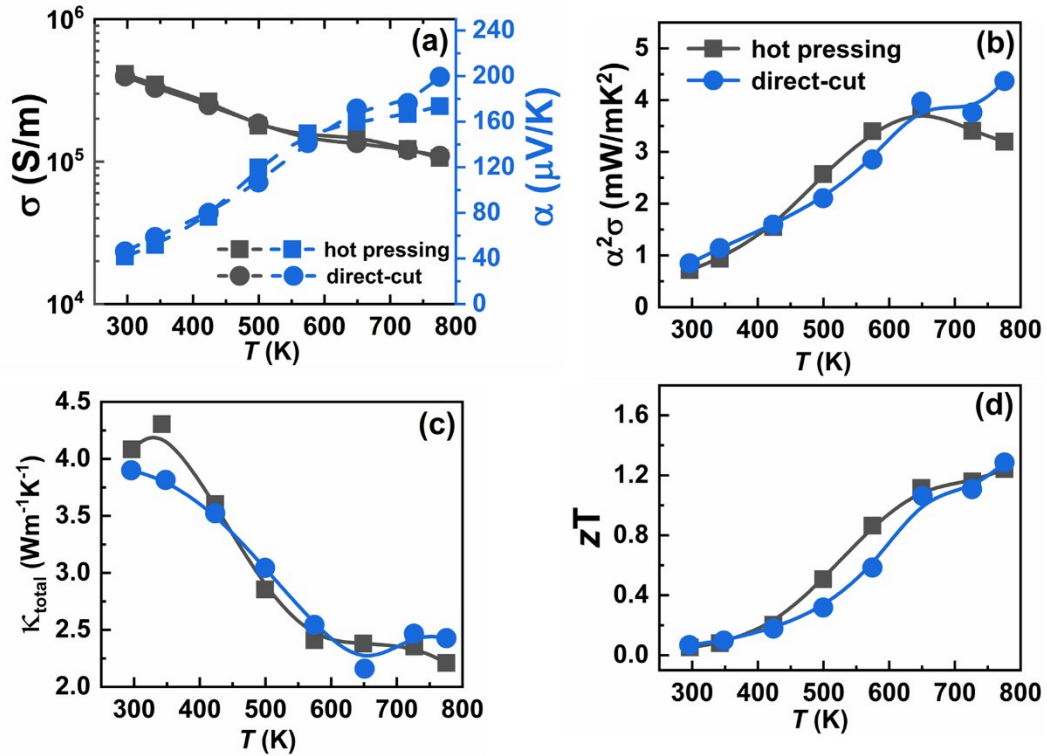 (a)
10⁶
10⁵
10⁴
σ (S/m)
240
200
160
120
80
40
0
α (μV/K)
hot pressing
direct-cut
300 400 500 600 700 800
T (K)
(b)
hot pressing
direct-cut
5
4
3
2
1
0
α²σ (mW/mK²)
300 400 500 600 700 800
T (K)
(c)
4.5
4.0
3.5
3.0
2.5
2.0
κtotal (Wm⁻¹K⁻¹)
300 400 500 600 700 800
T (K)
(d)
1.6
1.2
0.8
0.4
0.0
zT
300 400 500 600 700 800
T (K)